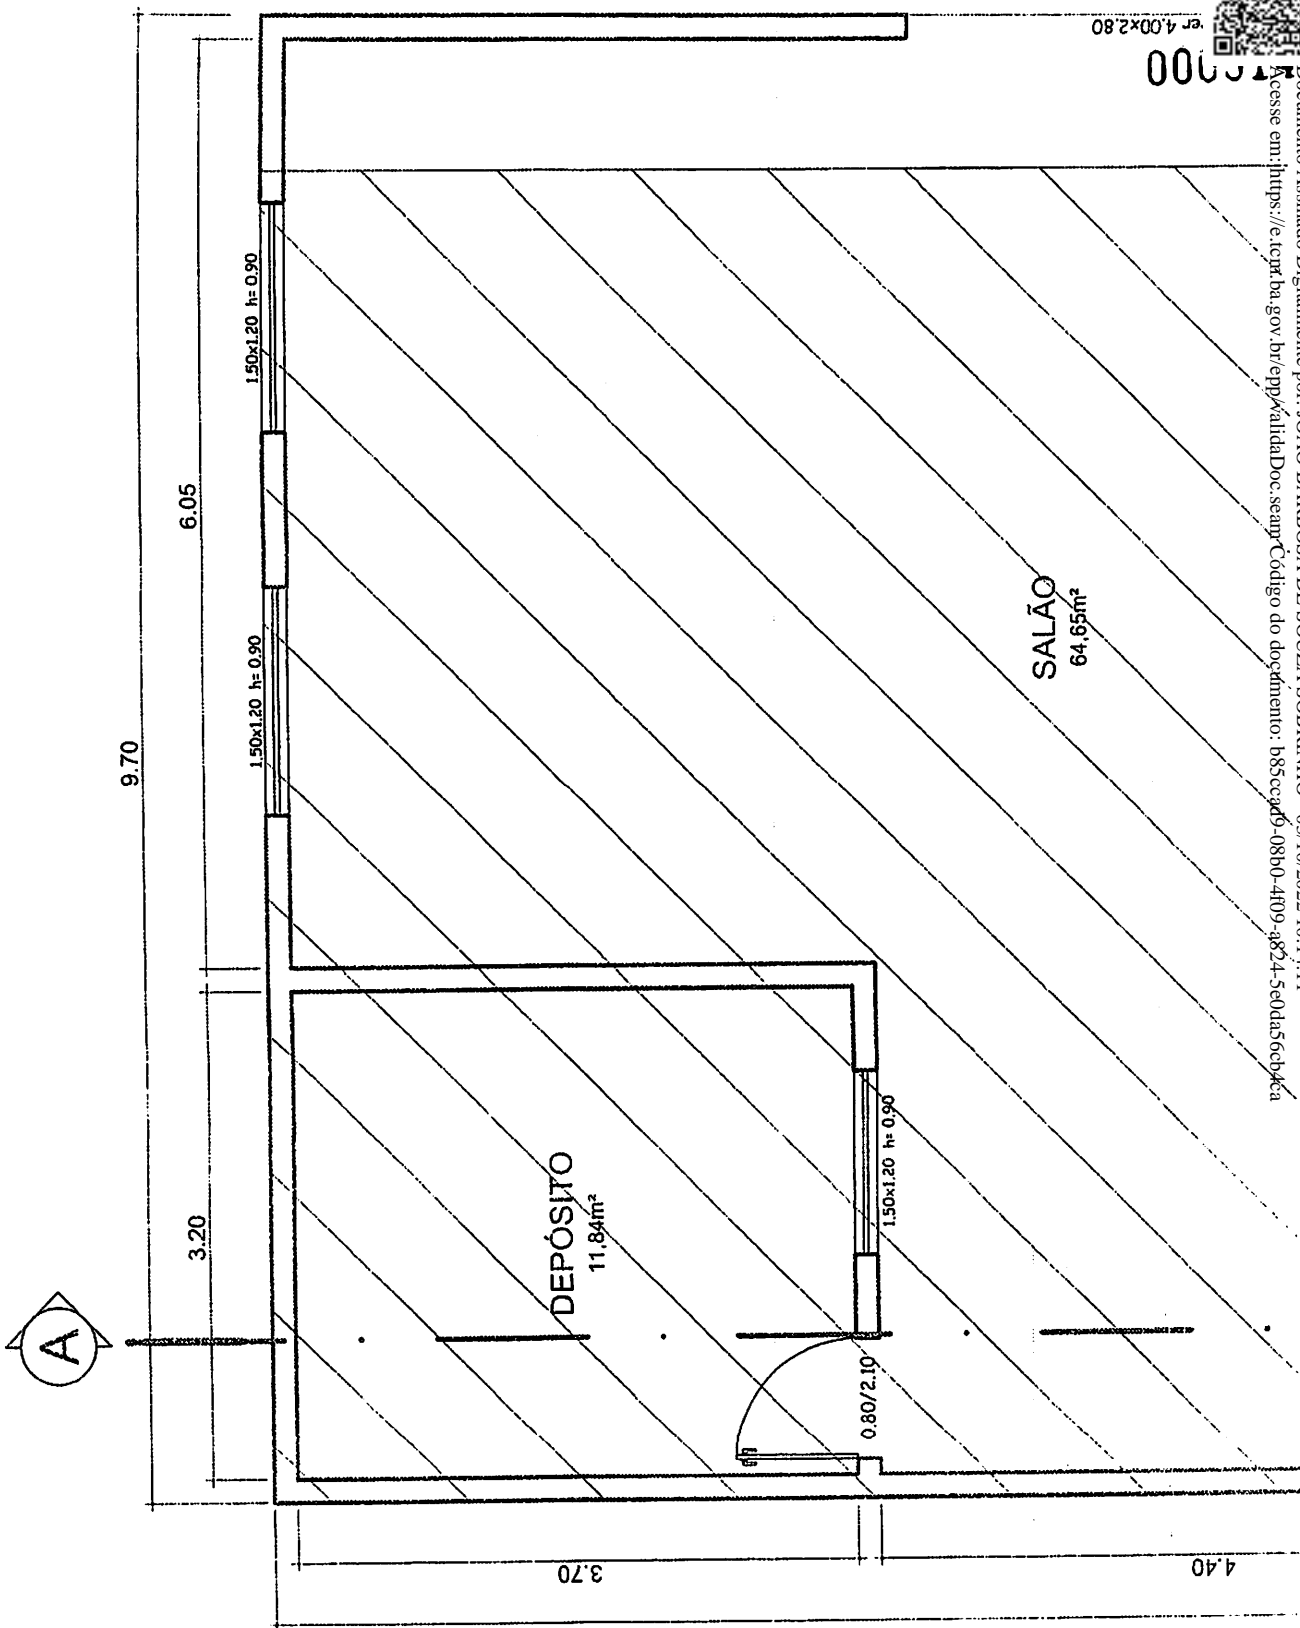 4.00x2.80
Acesse em: https://e.tcm.ba.gov.br/epp/validaDoc.seam Código do documento: b85ccad9-08b0-4f09-a824-5e0da56cb4ca
9.70
6.05
3.20
1.50x1.20 h= 0.90
1.50x1.20 h= 0.90
SALÃO
64,65m²
A
DEPÓSITO
11,84m²
1.50x1.20 h= 0.90
0.80/2.10
3.70
4.40